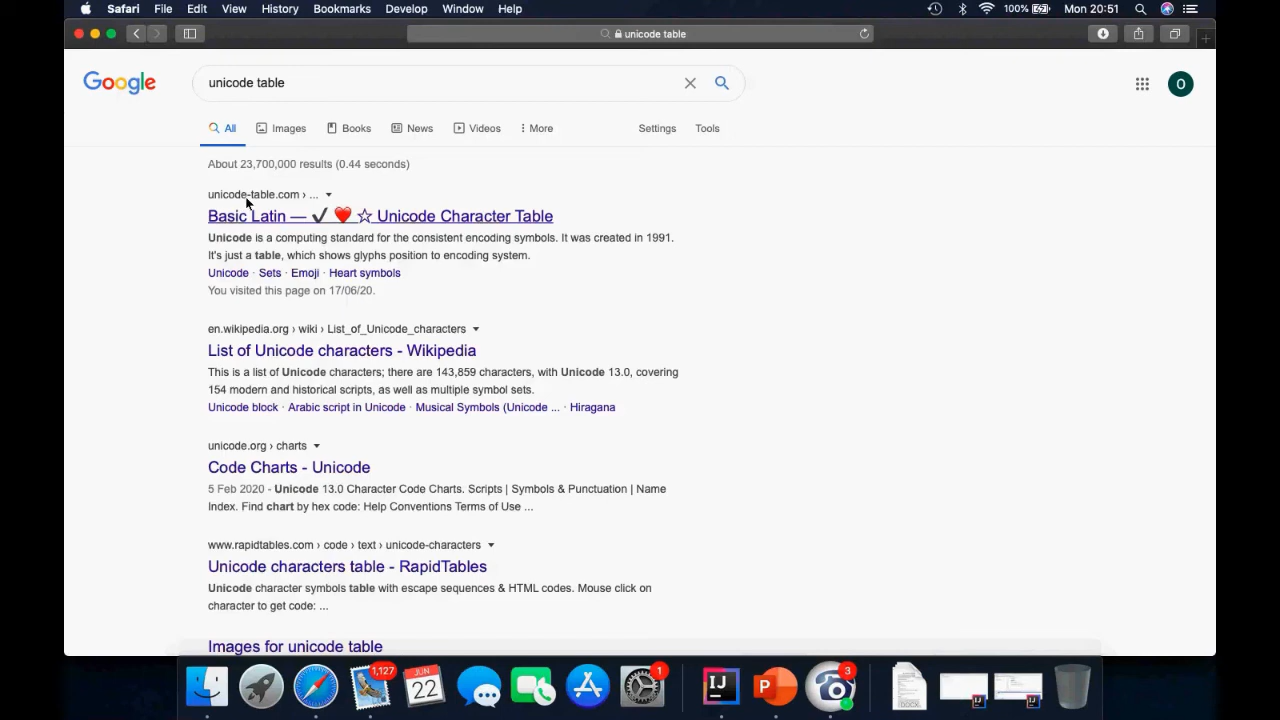 Safari File Edit View History Bookmarks Develop Window Help 100% Mon 20:51
unicode table
Google unicode table O
All Images Books News Videos More Settings Tools
About 23,700,000 results (0.44 seconds)
unicode-table.com › ...
Basic Latin — ✓ ❤️ ☆ Unicode Character Table
Unicode is a computing standard for the consistent encoding symbols. It was created in 1991.
It's just a table, which shows glyphs position to encoding system.
Unicode · Sets · Emoji · Heart symbols
You visited this page on 17/06/20.
en.wikipedia.org › wiki › List_of_Unicode_characters
List of Unicode characters - Wikipedia
This is a list of Unicode characters; there are 143,859 characters, with Unicode 13.0, covering
154 modern and historical scripts, as well as multiple symbol sets.
Unicode block · Arabic script in Unicode · Musical Symbols (Unicode ... · Hiragana
unicode.org › charts
Code Charts - Unicode
5 Feb 2020 - Unicode 13.0 Character Code Charts. Scripts | Symbols & Punctuation | Name
Index. Find chart by hex code: Help Conventions Terms of Use ...
www.rapidtables.com › code › text › unicode-characters
Unicode characters table - RapidTables
Unicode character symbols table with escape sequences & HTML codes. Mouse click on
character to get code: ...
Images for unicode table
1,127 JUN 22 1 IJ P 3